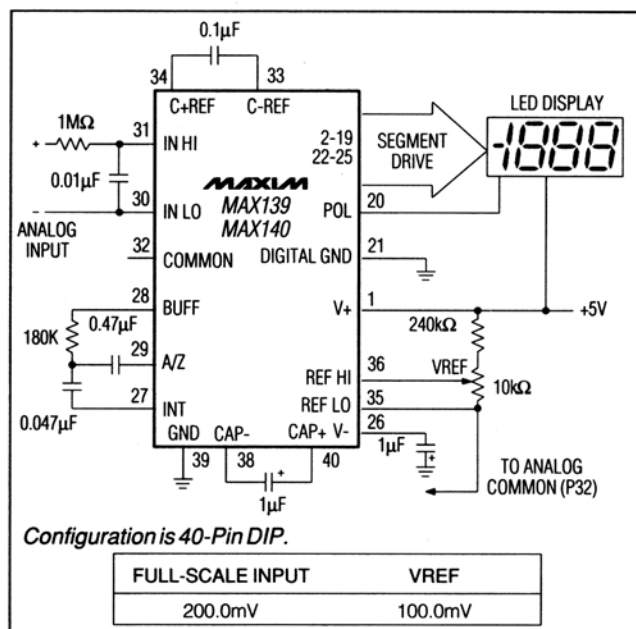 0.1µF
34 33
C+REF C-REF
LED DISPLAY
1MΩ
31 IN HI
2-19
22-25
SEGMENT
DRIVE
-1888
+
0.01µF
MAXIM
30 IN LO
MAX139
POL 20
−
ANALOG
INPUT
MAX140
32 COMMON
DIGITAL GND 21
28 BUFF
V+ 1
+5V
180K
0.47µF
240kΩ
29 A/Z
36
REF HI
VREF
10kΩ
27 INT
REF LO 35
0.047µF
GND CAP- CAP+ V- 26
1µF
+
39 38 40
+
1µF
TO ANALOG
COMMON (P32)
Configuration is 40-Pin DIP.
FULL-SCALE INPUT VREF
200.0mV 100.0mV